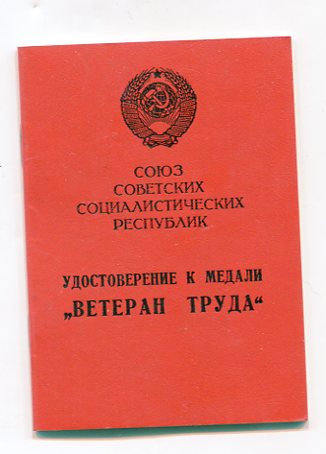 СОЮЗ
СОВЕТСКИХ
СОЦИАЛИСТИЧЕСКИХ
РЕСПУБЛИК
УДОСТОВЕРЕНИЕ К МЕДАЛИ
„ВЕТЕРАН ТРУДА“